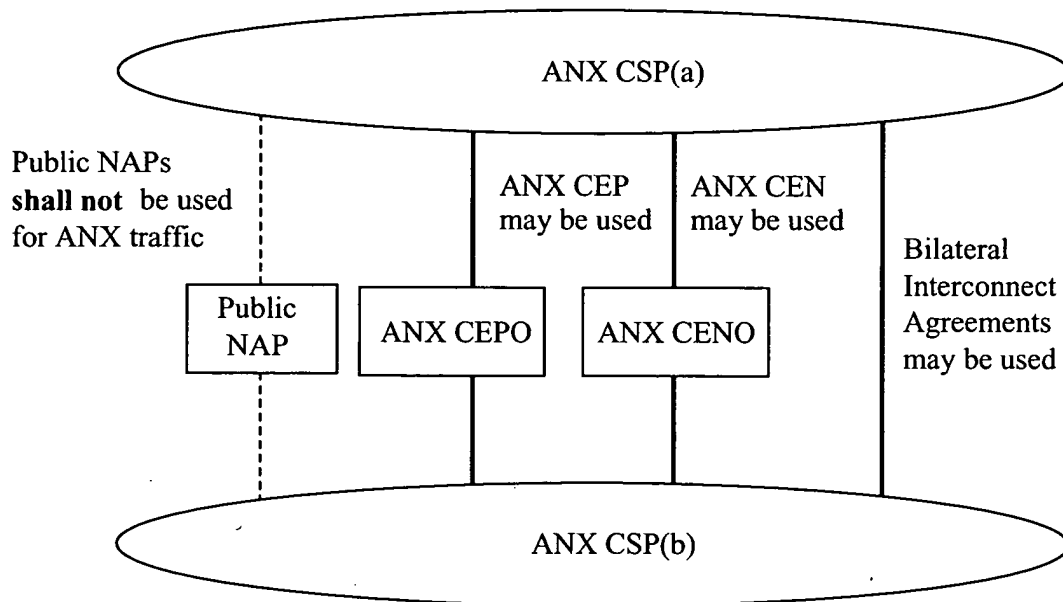 ANX CSP(a)
Public NAPs
shall not be used
for ANX traffic
ANX CEP
may be used
ANX CEN
may be used
Bilateral
Interconnect
Agreements
may be used
Public
NAP
ANX CEPO
ANX CENO
ANX CSP(b)